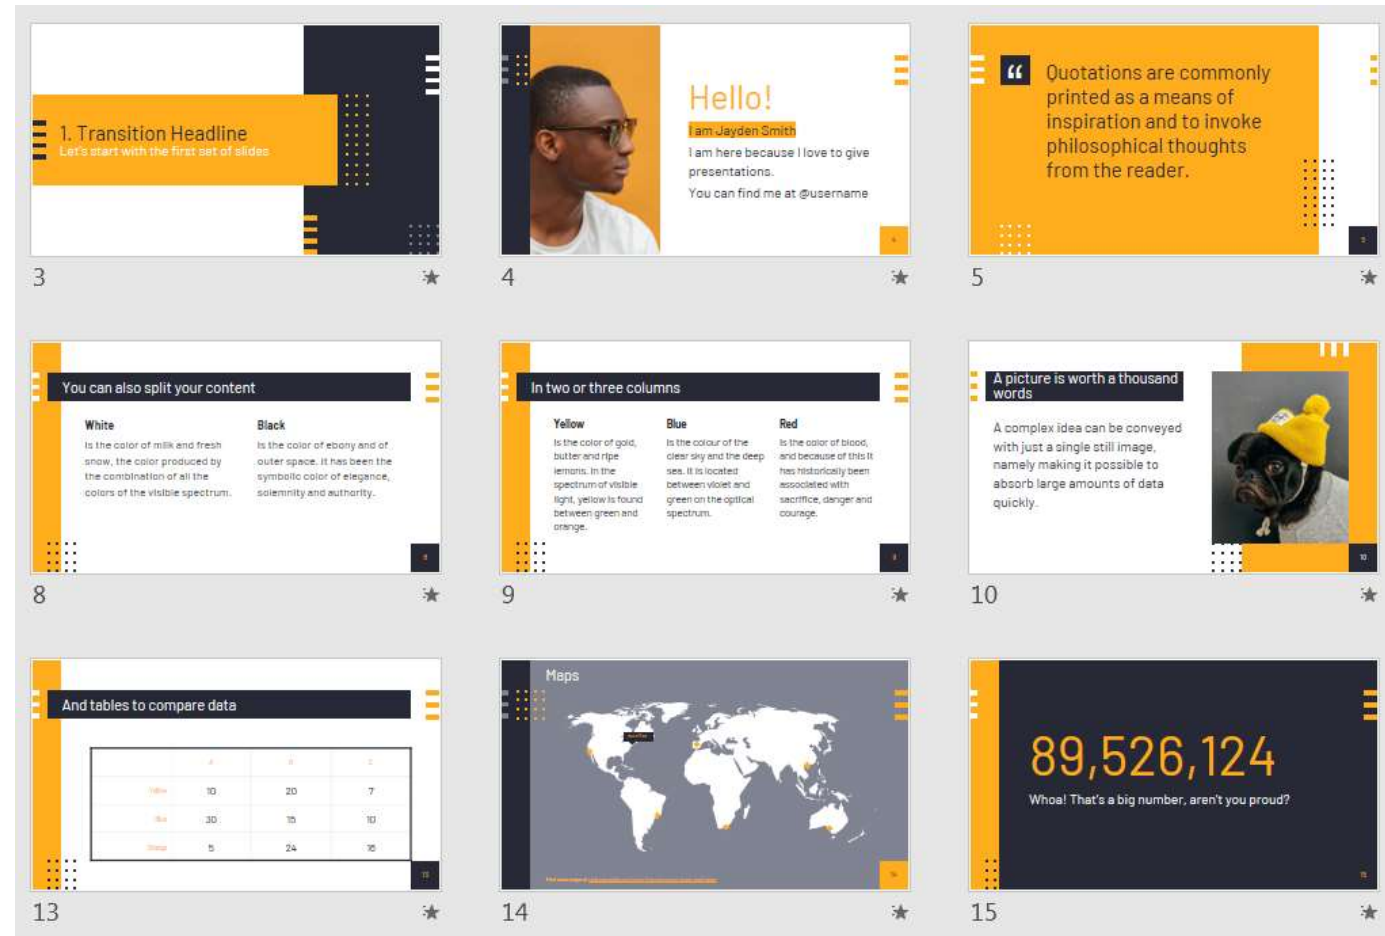 1. Transition Headline
Let's start with the first set of slides
3
Hello!
I am Jayden Smith
I am here because I love to give
presentations.
You can find me at @username
4
“
Quotations are commonly
printed as a means of
inspiration and to invoke
philosophical thoughts
from the reader.
5
You can also split your content
White
Is the color of milk and fresh
snow, the color produced by
the combination of all the
colors of the visible spectrum.
Black
Is the color of ebony and of
outer space. It has been the
symbolic color of elegance,
solemnity and authority.
8
In two or three columns
Yellow
Is the color of gold,
butter and ripe
lemons. In the
spectrum of visible
light, yellow is found
between green and
orange.
Blue
Is the colour of the
clear sky and the deep
sea. It is located
between violet and
green on the optical
spectrum.
Red
Is the color of blood,
and because of this it
has historically been
associated with
sacrifice, danger and
courage.
9
A picture is worth a thousand
words
A complex idea can be conveyed
with just a single still image,
namely making it possible to
absorb large amounts of data
quickly.
10
10
And tables to compare data
10 20 7
30 15 10
5 24 16
13
13
Maps
14
89,526,124
Whoa! That's a big number, aren't you proud?
15
15